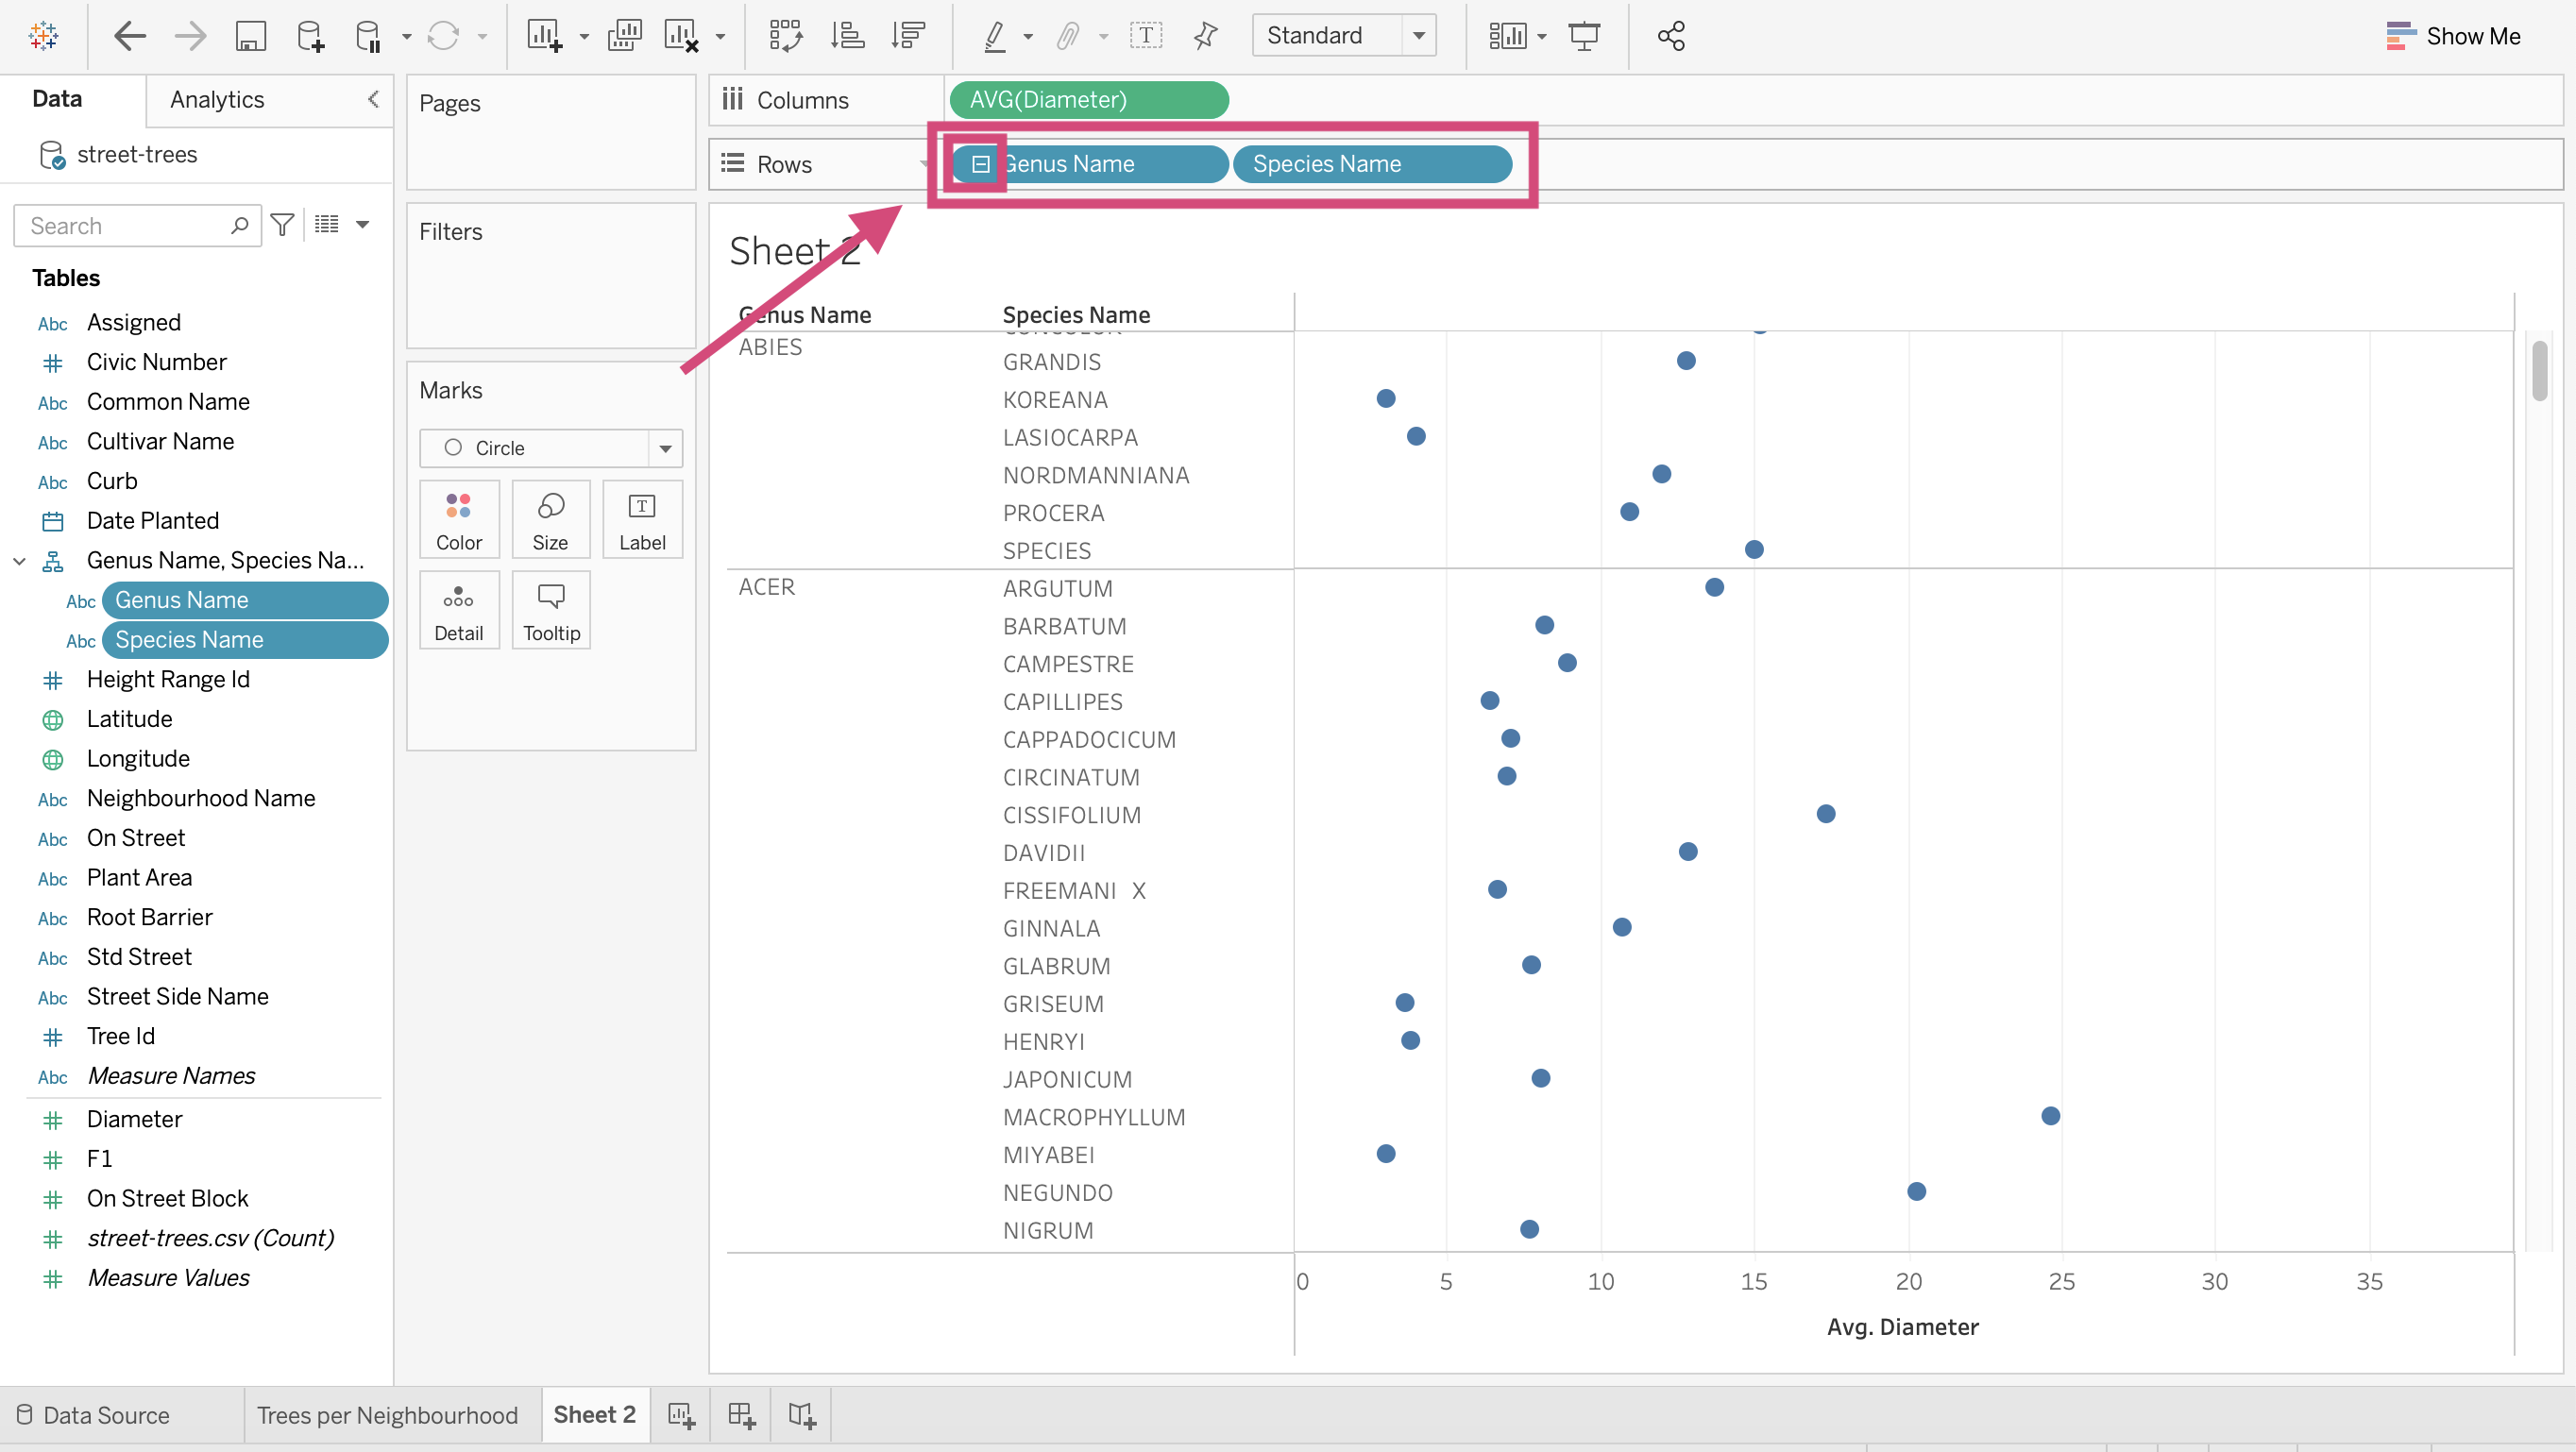 Standard
Show Me
Data
Analytics
street-trees
Search
Tables
Abc Assigned
Civic Number
Abc Common Name
Abc Cultivar Name
Abc Curb
Date Planted
Genus Name, Species Na...
Abc Genus Name
Abc Species Name
Height Range Id
Latitude
Longitude
Abc Neighbourhood Name
Abc On Street
Abc Plant Area
Abc Root Barrier
Abc Std Street
Abc Street Side Name
Tree Id
Abc Measure Names
Diameter
F1
On Street Block
street-trees.csv (Count)
Measure Values
Pages
Filters
Marks
Circle
Color Size Label
Detail Tooltip
Columns AVG(Diameter)
Rows Genus Name Species Name
Sheet 2
Genus Name Species Name
ABIES
GRANDIS
KOREANA
LASIOCARPA
NORDMANNIANA
PROCERA
SPECIES
ACER ARGUTUM
BARBATUM
CAMPESTRE
CAPILLIPES
CAPPADOCICUM
CIRCINATUM
CISSIFOLIUM
DAVIDII
FREEMANI X
GINNALA
GLABRUM
GRISEUM
HENRYI
JAPONICUM
MACROPHYLLUM
MIYABEI
NEGUNDO
NIGRUM
0 5 10 15 20 25 30 35
Avg. Diameter
Data Source Trees per Neighbourhood Sheet 2